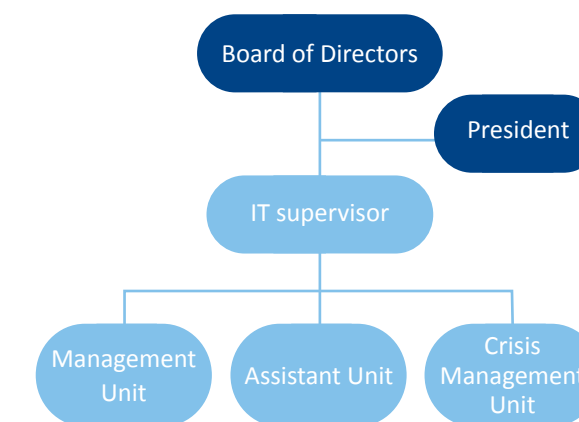 Board of Directors
President
IT supervisor
Management
Unit
Assistant Unit
Crisis
Management
Unit